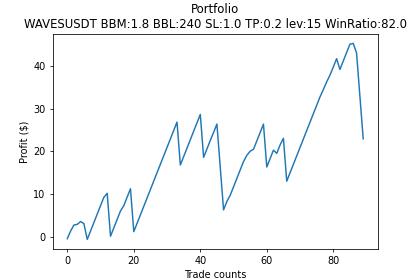 Portfolio
WAVESUSDT BBM:1.8 BBL:240 SL:1.0 TP:0.2 lev:15 WinRatio:82.0
Profit ($)
40
30
20
10
0
0 20 40 60 80
Trade counts